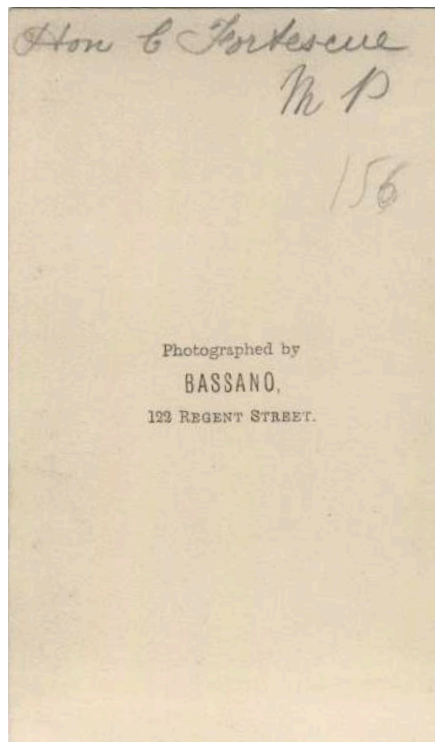 Hon C Fortescue
M P
156
Photographed by
BASSANO,
122 REGENT STREET.